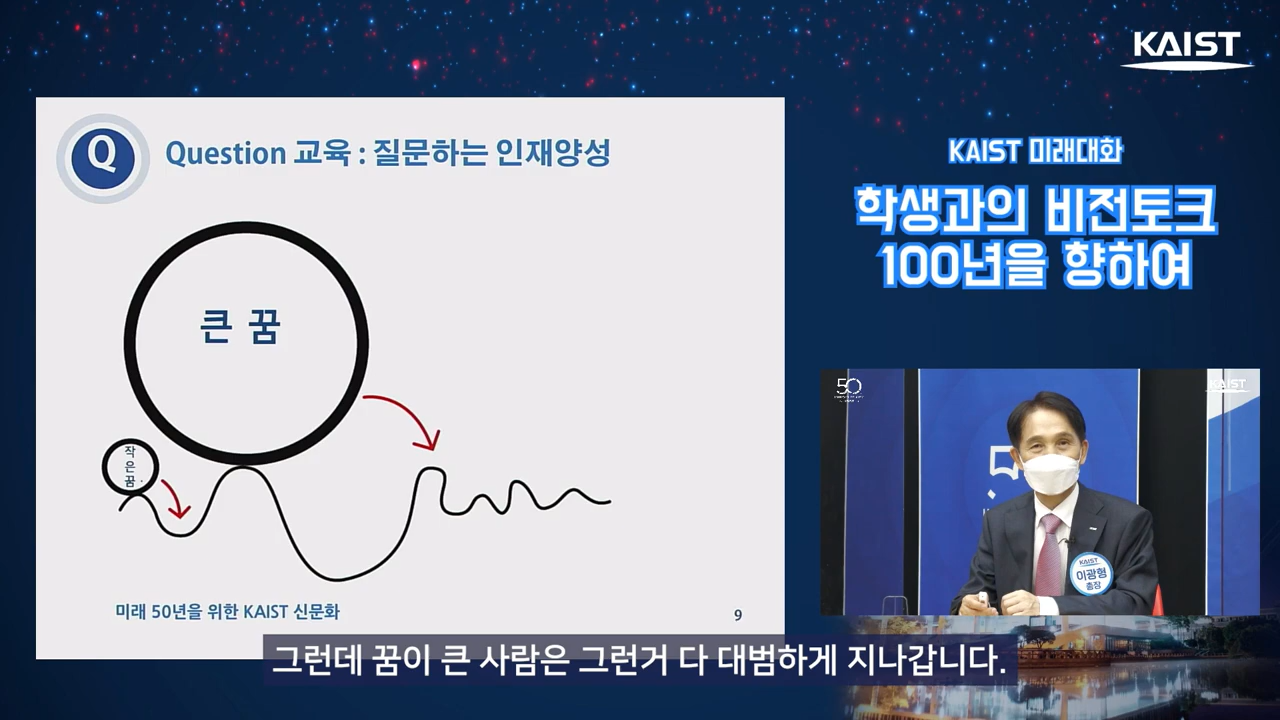 KAIST
Q
Question 교육 : 질문하는 인재양성
큰 꿈
작
은
꿈
미래 50년을 위한 KAIST 신문화
9
KAIST 미래대화
학생과의 비전토크
100년을 향하여
50
KAIST
KAIST
이광형
총장
그런데 꿈이 큰 사람은 그런거 다 대범하게 지나갑니다.